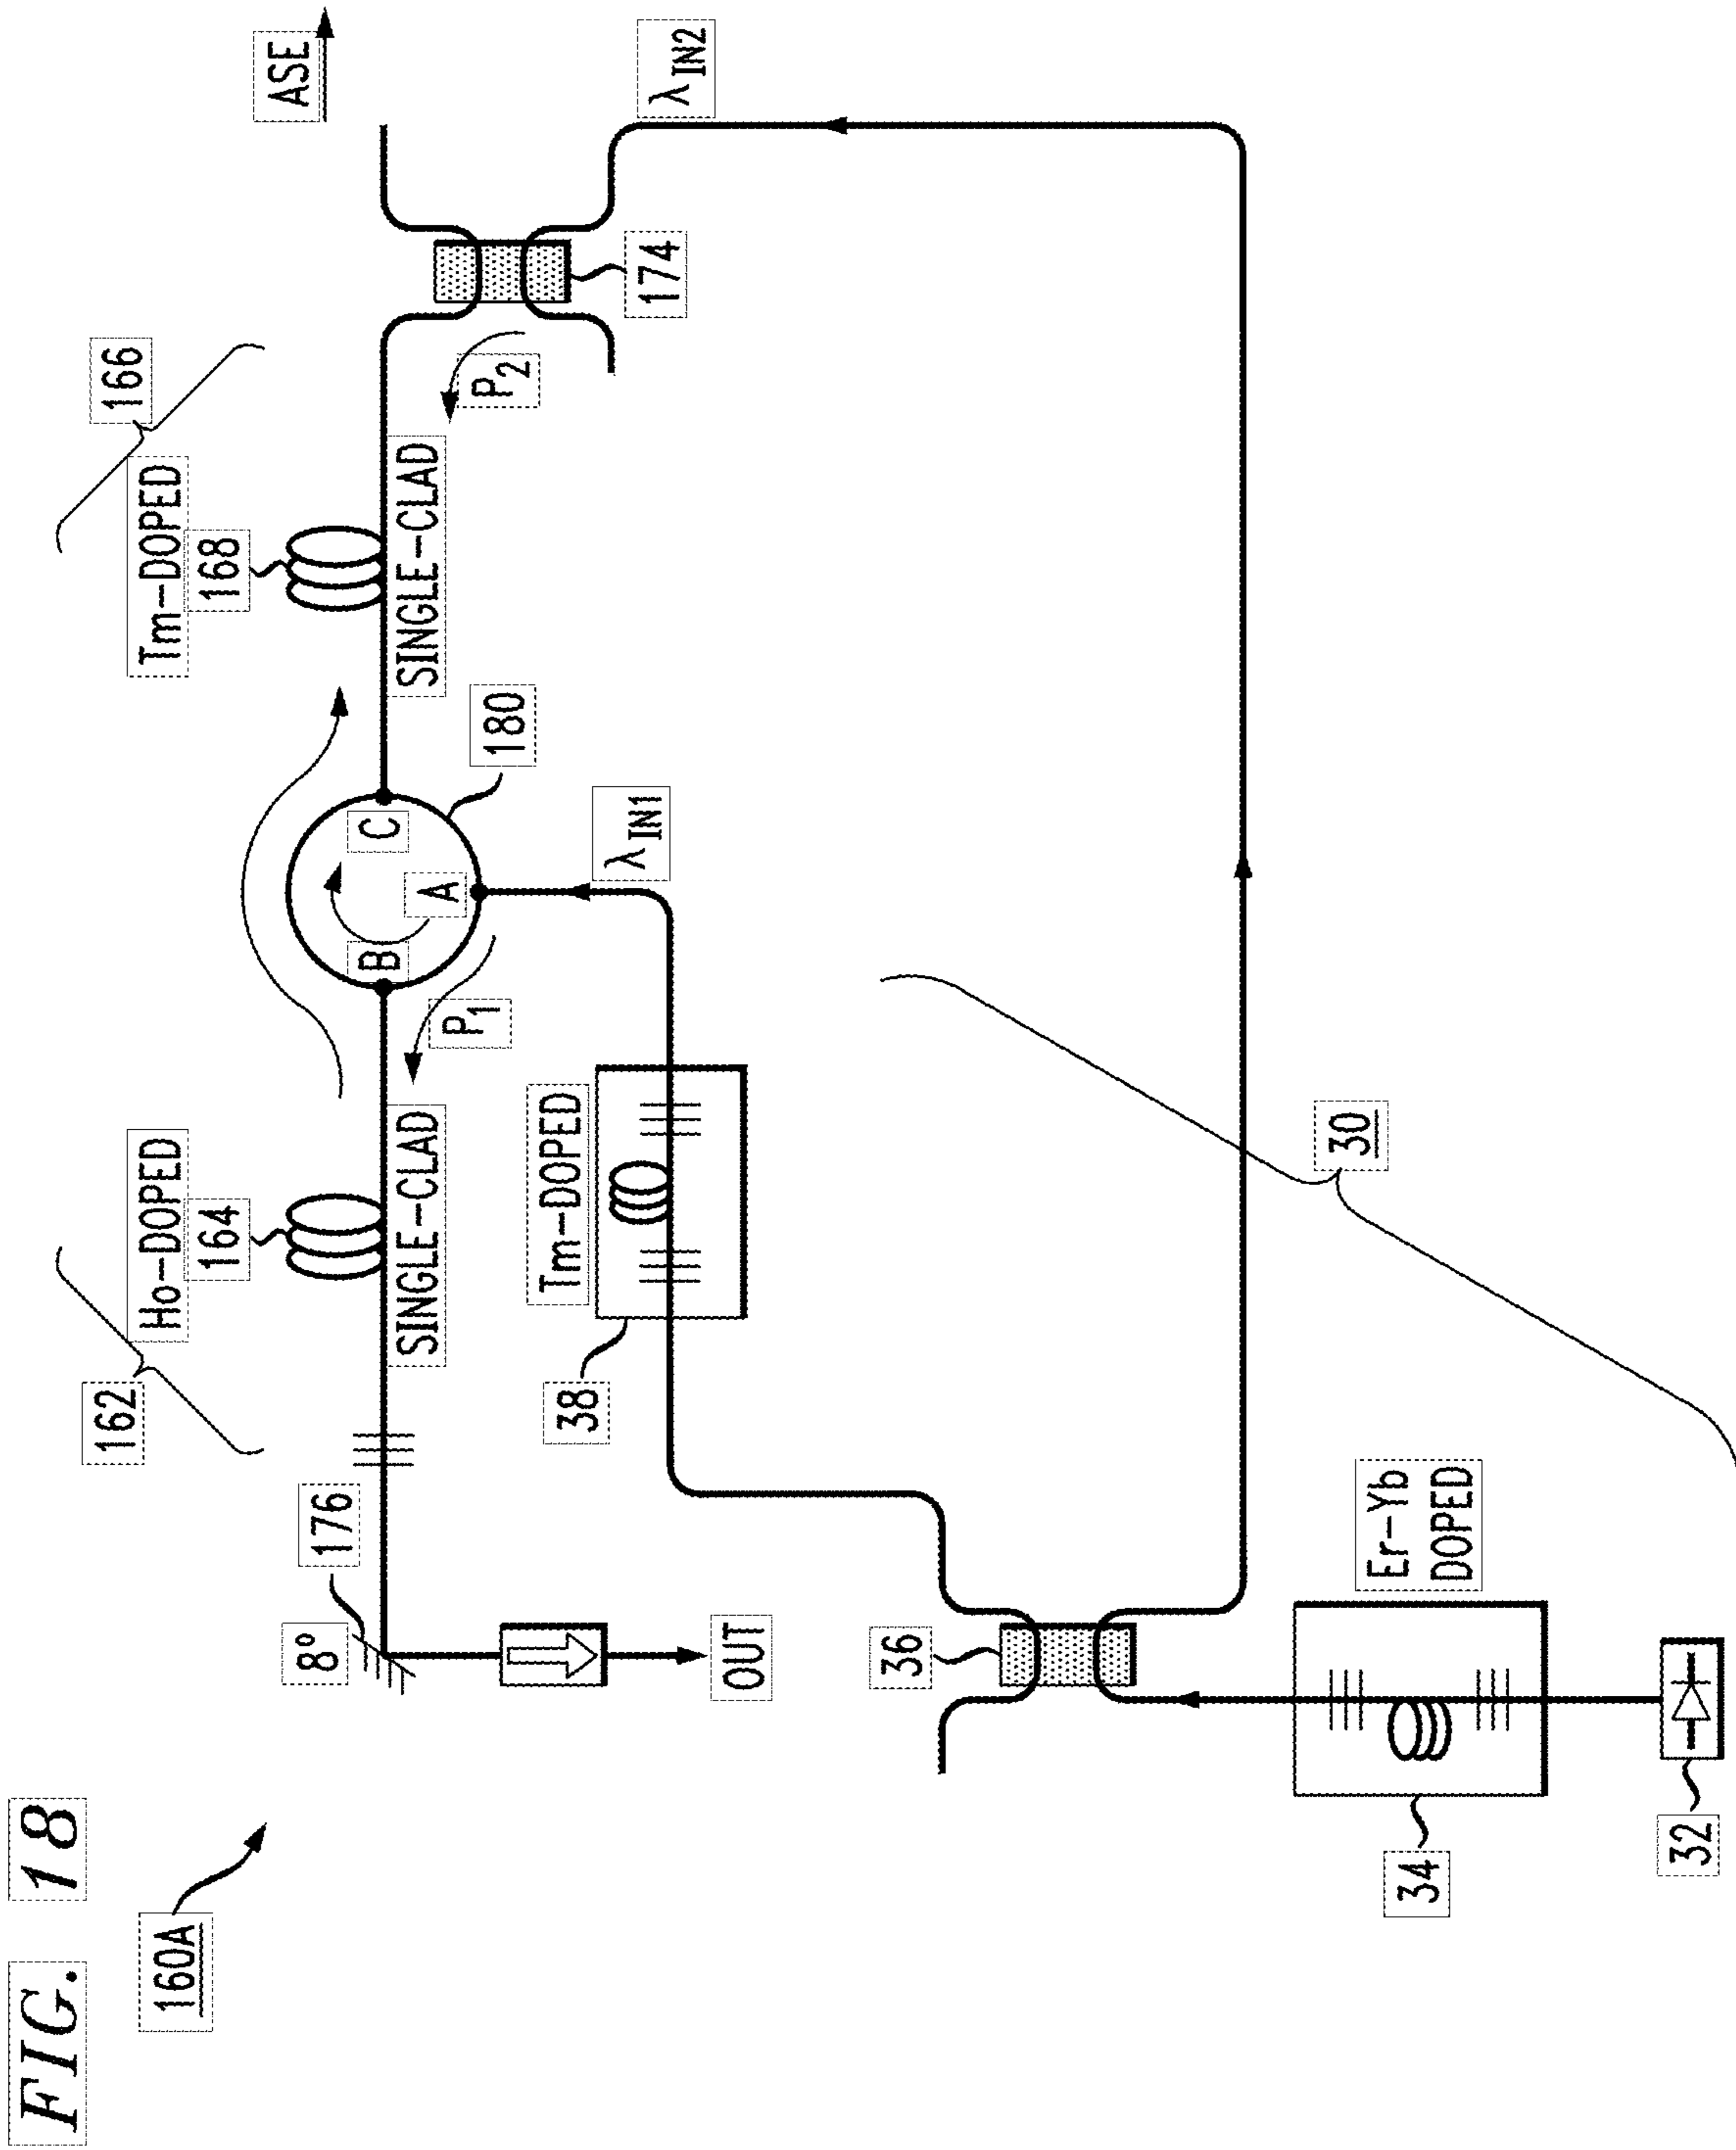 FIG. 18
160A
162
Ho-DOPED
164
SINGLE-CLAD
166
Tm-DOPED
168
SINGLE-CLAD
ASE
8°
176
P1
B
A
C
180
P2
174
λIN2
OUT
38
Tm-DOPED
λIN1
36
30
34
Er-Yb
DOPED
32